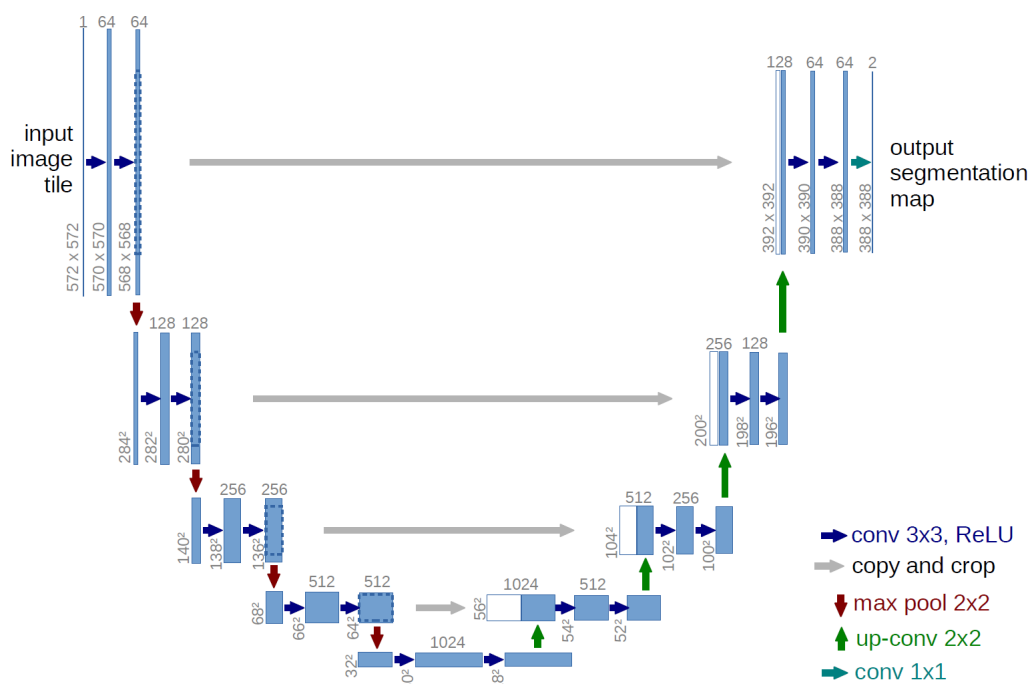 1 64 64
128 64 64 2
input
image
tile
output
segmentation
map
572 x 572
570 x 570
568 x 568
392 x 392
390 x 390
388 x 388
388 x 388
128 128
256 128
284²
282²
280²
200²
198²
196²
256 256
512 256
140²
138²
136²
104²
102²
100²
conv 3x3, ReLU
copy and crop
max pool 2x2
up-conv 2x2
conv 1x1
512 512
1024 512
68²
66²
64²
56²
54²
52²
1024
32²
0²
8²